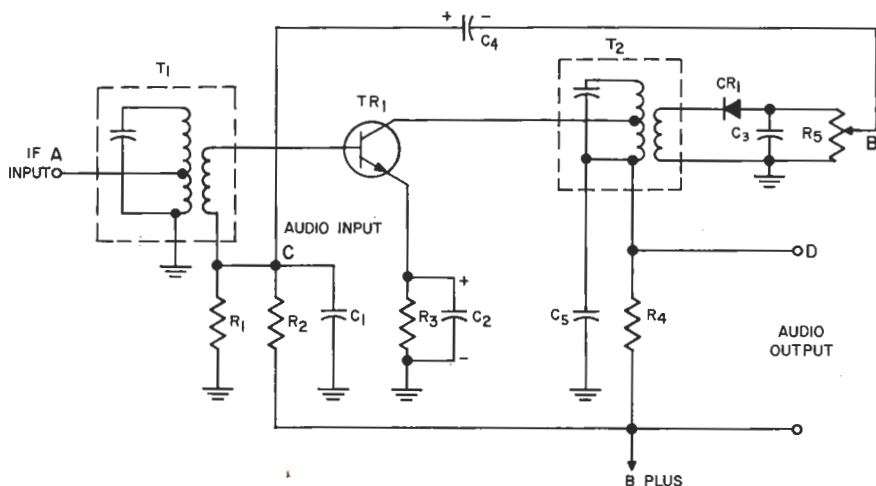 + -
C4
T1
T2
TR1
CR1
C3
R5
B
IF A
INPUT
AUDIO INPUT
C
D
+
R1
R2
C1
R3
C2
-
C5
R4
AUDIO
OUTPUT
B PLUS